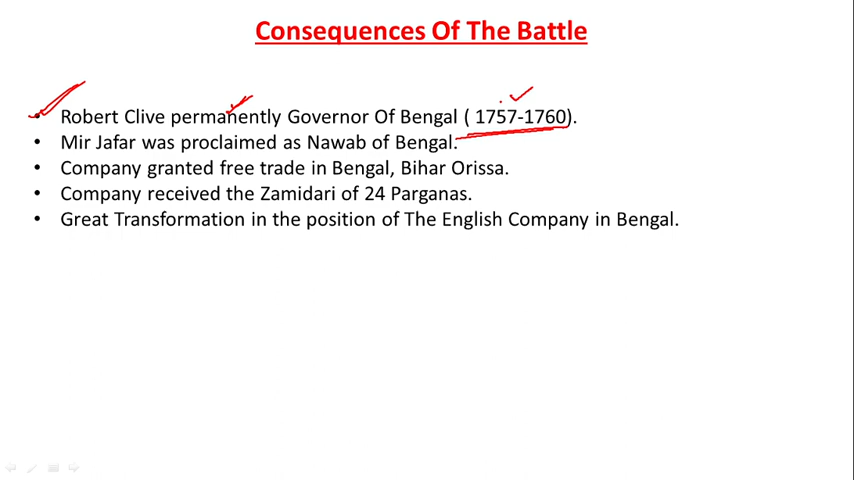 Consequences Of The Battle
• Robert Clive permanently Governor Of Bengal ( 1757-1760).
• Mir Jafar was proclaimed as Nawab of Bengal.
• Company granted free trade in Bengal, Bihar Orissa.
• Company received the Zamidari of 24 Parganas.
• Great Transformation in the position of The English Company in Bengal.